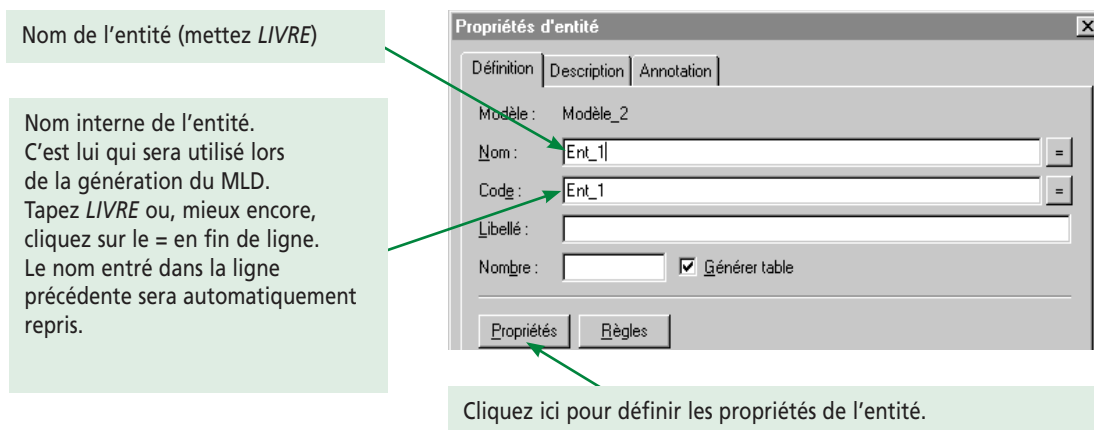 Nom de l’entité (mettez LIVRE)
Nom interne de l’entité.
C’est lui qui sera utilisé lors
de la génération du MLD.
Tapez LIVRE ou, mieux encore,
cliquez sur le = en fin de ligne.
Le nom entré dans la ligne
précédente sera automatiquement
repris.
Propriétés d'entité
Définition Description Annotation
Modèle : Modèle_2
Nom : Ent_1 =
Code : Ent_1 =
Libellé :
Nombre : Générer table
Propriétés Règles
Cliquez ici pour définir les propriétés de l’entité.